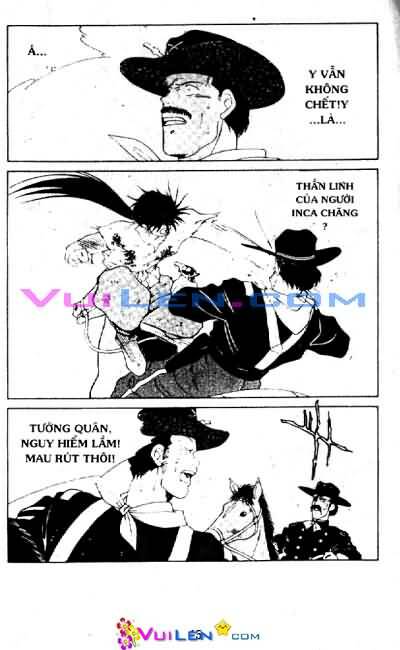 Á...
Y VẪN
KHÔNG
CHẾT!Y
...LÀ...
THẦN LINH
CỦA NGƯỜI
INCA CHĂNG
?
VUILEN.COM
TƯỚNG QUÂN,
NGUY HIỂM LẮM!
MAU RÚT THÔI!
VUILEN.COM